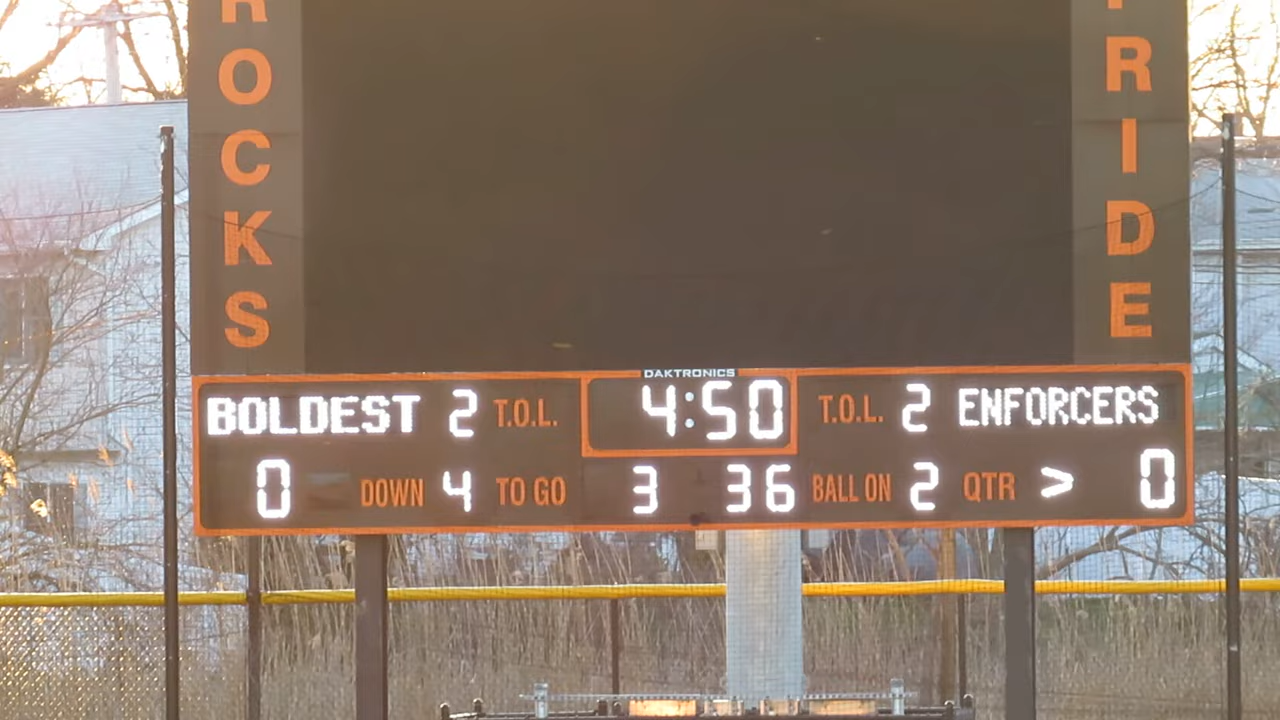 ROCKS
RIDE
DAKTRONICS
BOLDEST 2 T.O.L. 4:50 T.O.L. 2 ENFORCERS
0 DOWN 4 TO GO 3 36 BALL ON 2 QTR > 0